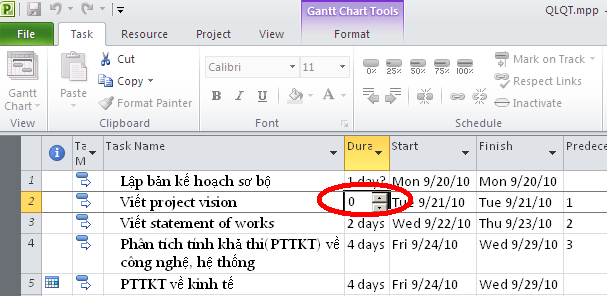 Gantt Chart Tools
QLQT.mpp -
File Task Resource Project View Format
Gantt Chart
View
Paste
Cut
Copy
Format Painter
Clipboard
Calibri 11
B I U A
Font
0% 25% 50% 75% 100%
Mark on Track
Respect Links
Inactivate
Schedule
Ta M Task Name Dura Start Finish Predece
1 Lập bản kế hoạch sơ bộ 1 day? Mon 9/20/10 Mon 9/20/10
2 Viết project vision 0 Tue 9/21/10 Tue 9/21/10 1
3 Viết statement of works 2 days Wed 9/22/10 Thu 9/23/10 2
4 Phân tích tính khả thi(PTTKT) về 4 days Fri 9/24/10 Wed 9/29/10 3
công nghệ, hệ thống
5 PTTKT về kinh tế 4 days Fri 9/24/10 Wed 9/29/10